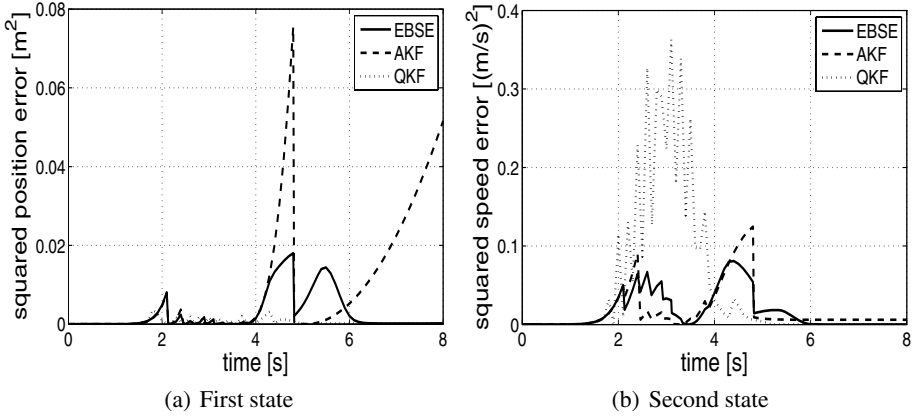 squared position error [m²]
0.08
0.06
0.04
0.02
0
0 2 4 6 8
time [s]
EBSE
AKF
QKF
(a) First state
squared speed error [(m/s)²]
0.4
0.3
0.2
0.1
0
0 2 4 6 8
time [s]
EBSE
AKF
QKF
(b) Second state